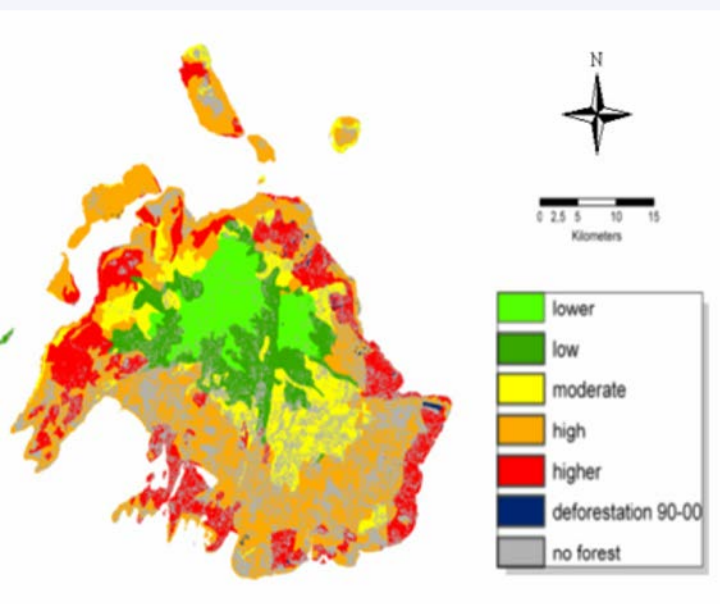 N
0 2.5 5 10 15
Kilometers
lower
low
moderate
high
higher
deforestation 90-00
no forest